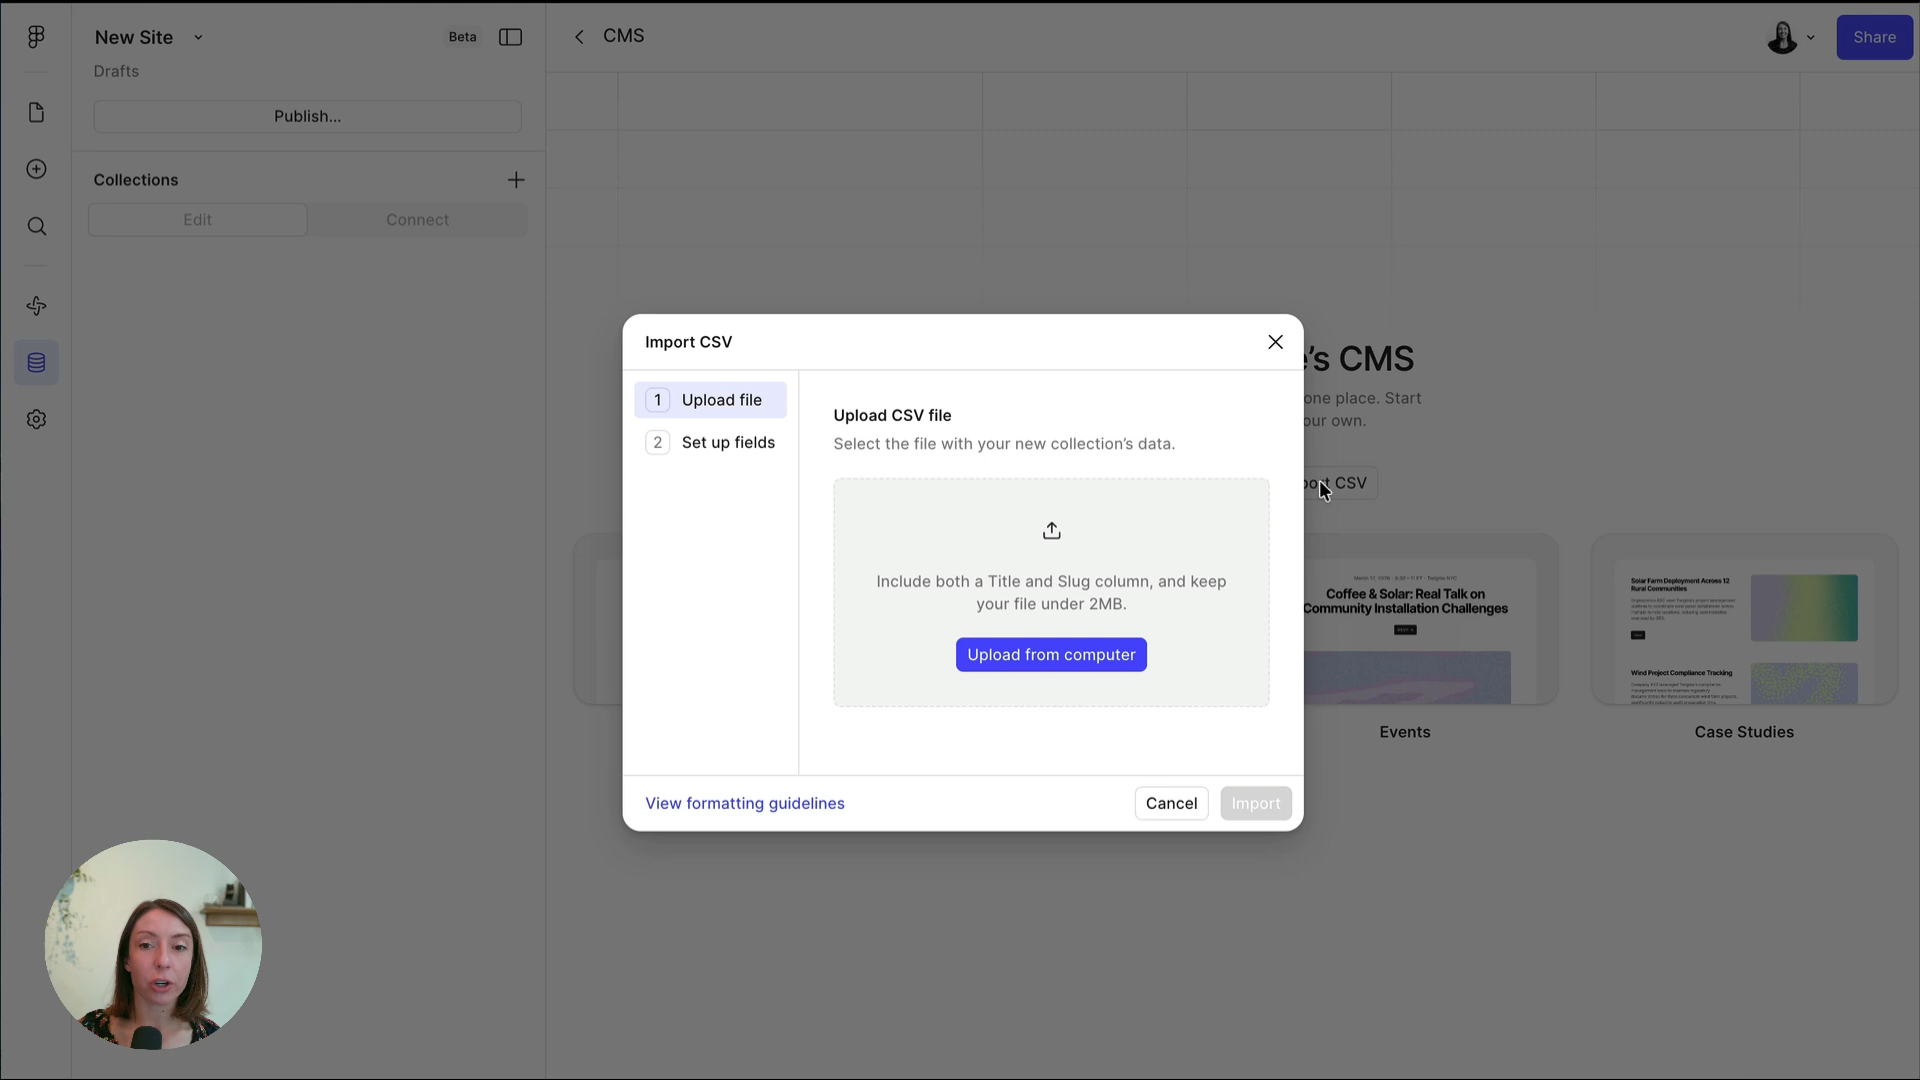 New Site
Beta
Drafts
Publish...
Collections
Edit
Connect
CMS
Share
Import CSV
1 Upload file
2 Set up fields
Upload CSV file
Select the file with your new collection's data.
Include both a Title and Slug column, and keep
your file under 2MB.
Upload from computer
View formatting guidelines
Cancel
Import
's CMS
one place. Start
our own.
CSV
Coffee & Solar: Real Talk on
Community Installation Challenges
Events
Solar Farm Deployment Across 12
Rural Communities
Wind Project Compliance Tracking
Case Studies